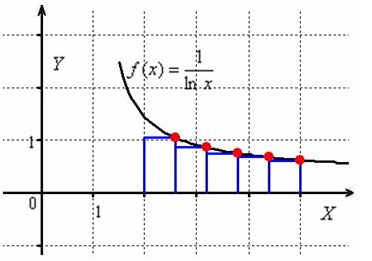 Y
f(x) = 1/ln x
1
0
1
X